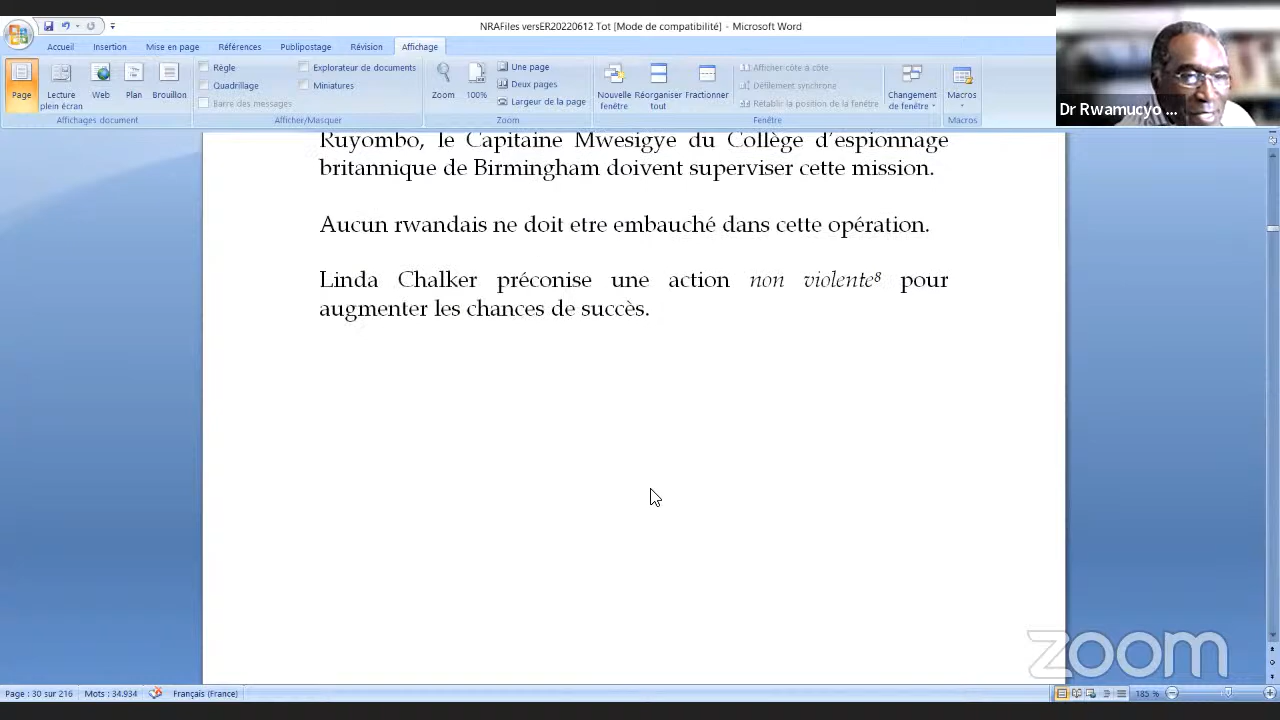 NRAFiles versER20220612 Tot [Mode de compatibilité] - Microsoft Word
Accueil Insertion Mise en page Références Publipostage Révision Affichage
Page
Lecture plein écran
Web
Plan
Brouillon
Affichages document
Règle
Quadrillage
Barre des messages
Explorateur de documents
Miniatures
Afficher/Masquer
Zoom
100%
Une page
Deux pages
Largeur de la page
Zoom
Nouvelle fenêtre
Réorganiser tout
Fractionner
Afficher côte à côte
Défilement synchrone
Rétablir la position de la fenêtre
Fenêtre
Changement de fenêtre
Macros
Macros
Dr Rwamucyo ...
Ruyombo, le Capitaine Mwesigye du Collège d’espionnage
britannique de Birmingham doivent superviser cette mission.
Aucun rwandais ne doit etre embauché dans cette opération.
Linda Chalker préconise une action non violente⁸ pour
augmenter les chances de succès.
zoom
Page : 30 sur 216 Mots : 34.934 Français (France) 185 %